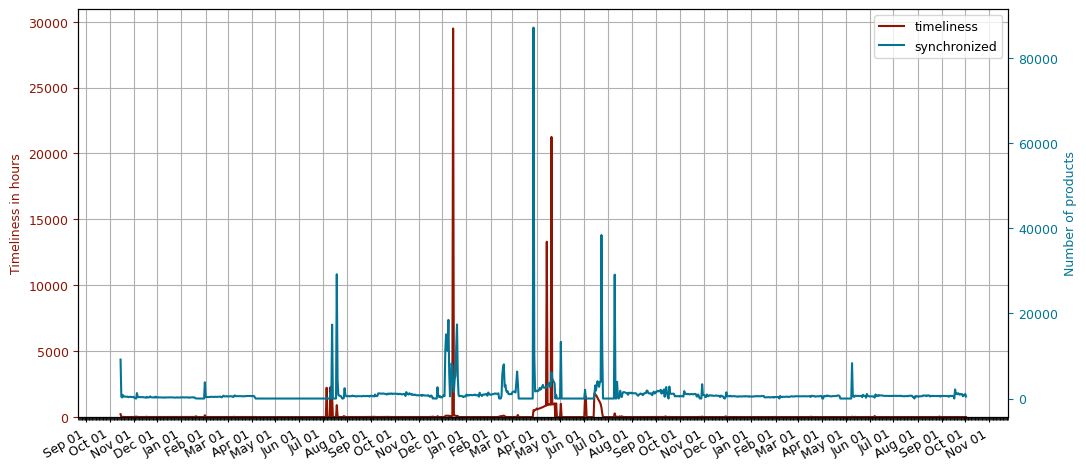 30000
25000
20000
15000
10000
5000
0
Timeliness in hours
timeliness
synchronized
80000
60000
40000
20000
0
Number of products
Sep 01
Oct 01
Nov 01
Dec 01
Jan 01
Feb 01
Mar 01
Apr 01
May 01
Jun 01
Jul 01
Aug 01
Sep 01
Oct 01
Nov 01
Dec 01
Jan 01
Feb 01
Mar 01
Apr 01
May 01
Jun 01
Jul 01
Aug 01
Sep 01
Oct 01
Nov 01
Dec 01
Jan 01
Feb 01
Mar 01
Apr 01
May 01
Jun 01
Jul 01
Aug 01
Sep 01
Oct 01
Nov 01